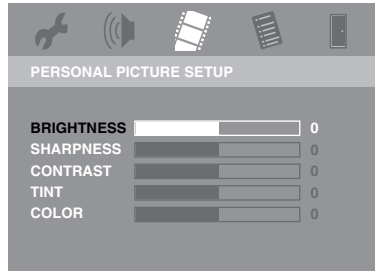 PERSONAL PICTURE SETUP
BRIGHTNESS 0
SHARPNESS 0
CONTRAST 0
TINT 0
COLOR 0